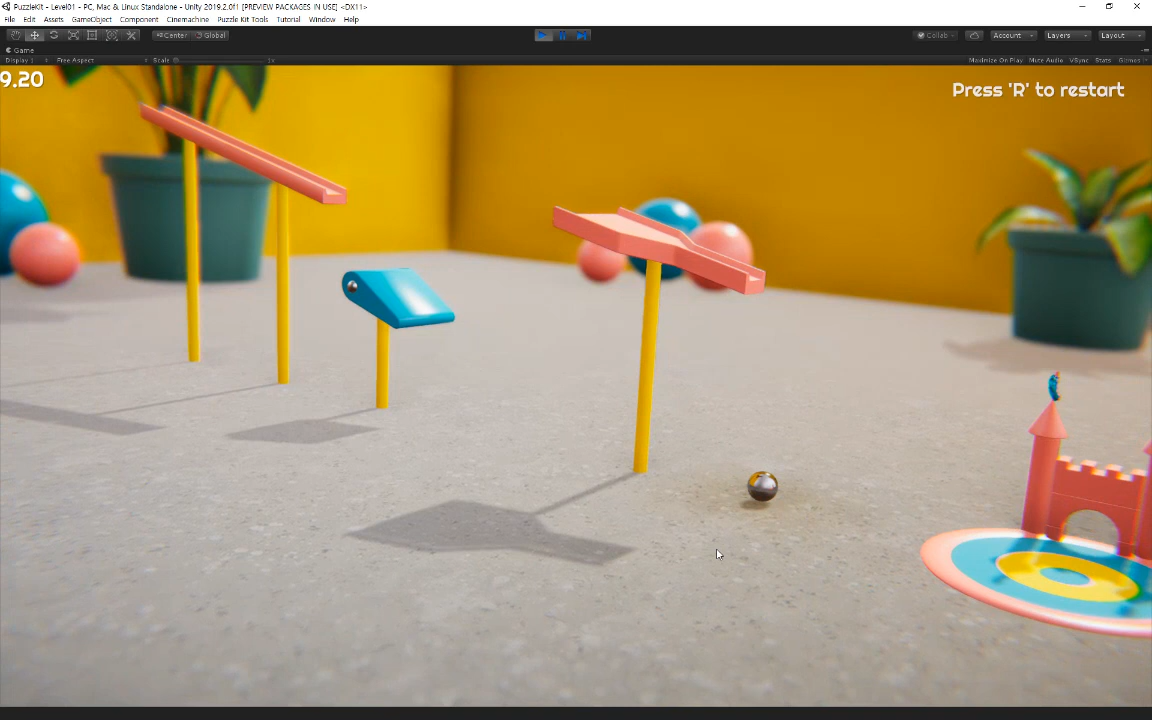 PuzzleKit - Level01 - PC, Mac & Linux Standalone - Unity 2019.2.0f1 [PREVIEW PACKAGES IN USE] <DX11>
File Edit Assets GameObject Component Cinemachine Puzzle Kit Tools Tutorial Window Help
Center Global Collab Account Layers Layout
Game
Display 1 Free Aspect Scale 1x Maximize On Play Mute Audio VSync Stats Gizmos
9.20
Press 'R' to restart